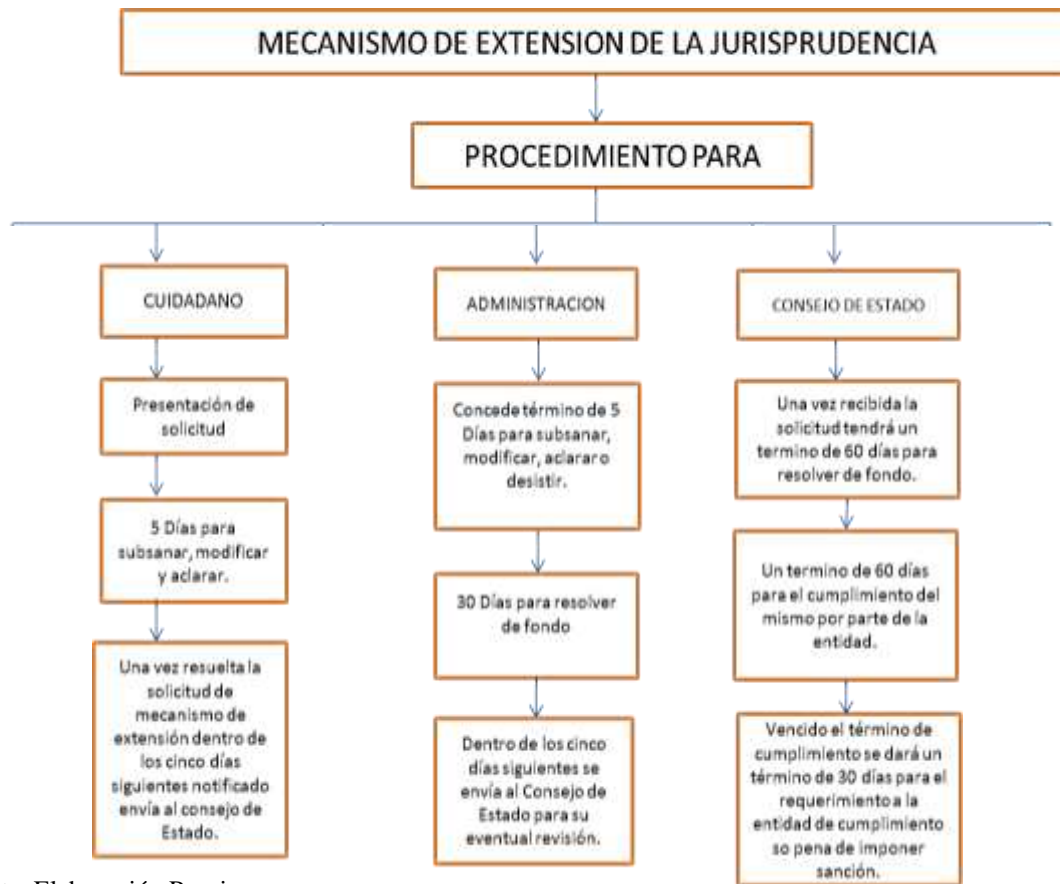 MECANISMO DE EXTENSION DE LA JURISPRUDENCIA
PROCEDIMIENTO PARA
CUIDADANO
Presentación de
solicitud
5 Días para
subsanar, modificar
y aclarar.
Una vez resuelta la
solicitud de
mecanismo de
extensión dentro de
los cinco días
siguientes notificado
envía al consejo de
Estado.
ADMINISTRACION
Concede término de 5
Días para subsanar,
modificar, aclarar o
desistir.
30 Días para resolver
de fondo
Dentro de los cinco
días siguientes se
envía al Consejo de
Estado para su
eventual revisión.
CONSEJO DE ESTADO
Una vez recibida la
solicitud tendrá un
termino de 60 días para
resolver de fondo.
Un termino de 60 días
para el cumplimiento del
mismo por parte de la
entidad.
Vencido el término de
cumplimiento se dará un
término de 30 días para el
requerimiento a la
entidad de cumplimiento
so pena de imponer
sanción.